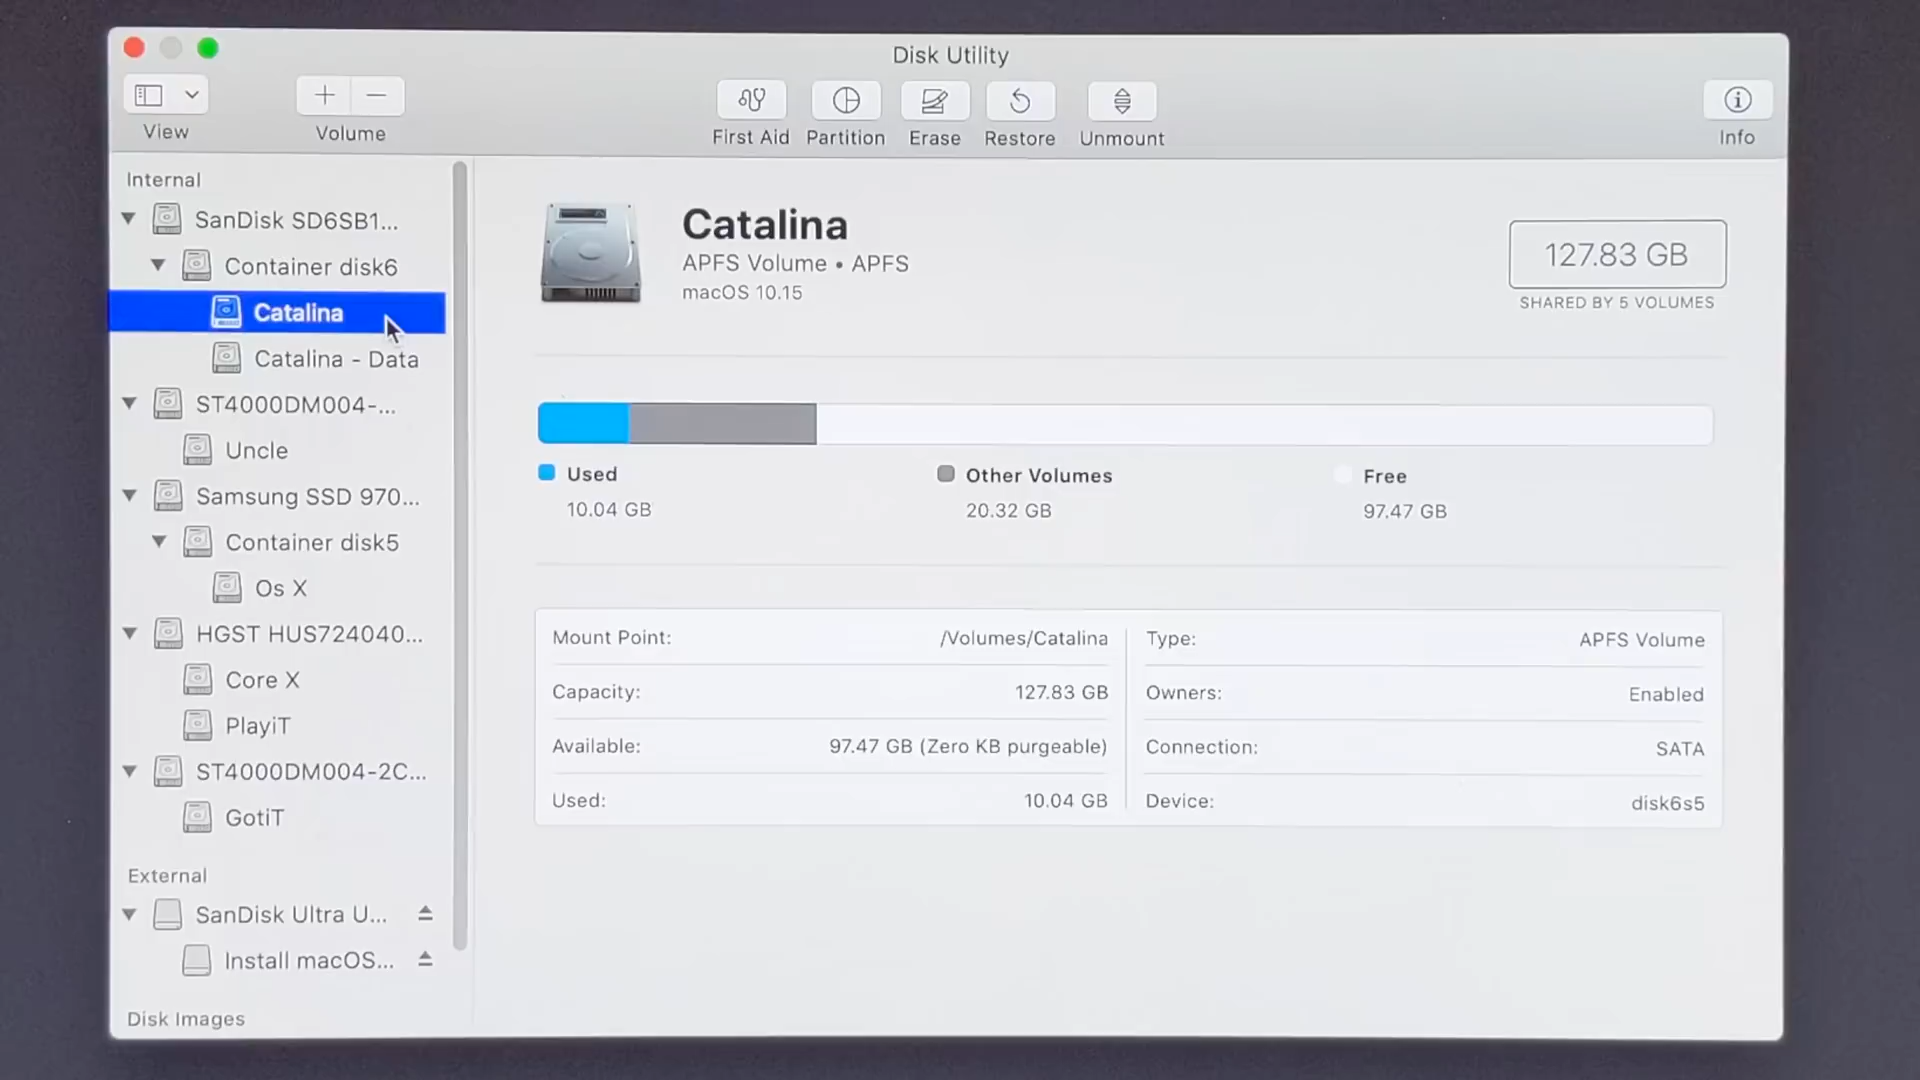 Disk Utility
View
Volume
First Aid
Partition
Erase
Restore
Unmount
Info
Internal
SanDisk SD6SB1...
Container disk6
Catalina
Catalina - Data
ST4000DM004-...
Uncle
Samsung SSD 970...
Container disk5
Os X
HGST HUS724040...
Core X
PlayiT
ST4000DM004-2C...
GotiT
External
SanDisk Ultra U...
Install macOS...
Disk Images
Catalina
APFS Volume • APFS
macOS 10.15
127.83 GB
SHARED BY 5 VOLUMES
Used
10.04 GB
Other Volumes
20.32 GB
Free
97.47 GB
Mount Point: /Volumes/Catalina
Capacity: 127.83 GB
Available: 97.47 GB (Zero KB purgeable)
Used: 10.04 GB
Type: APFS Volume
Owners: Enabled
Connection: SATA
Device: disk6s5